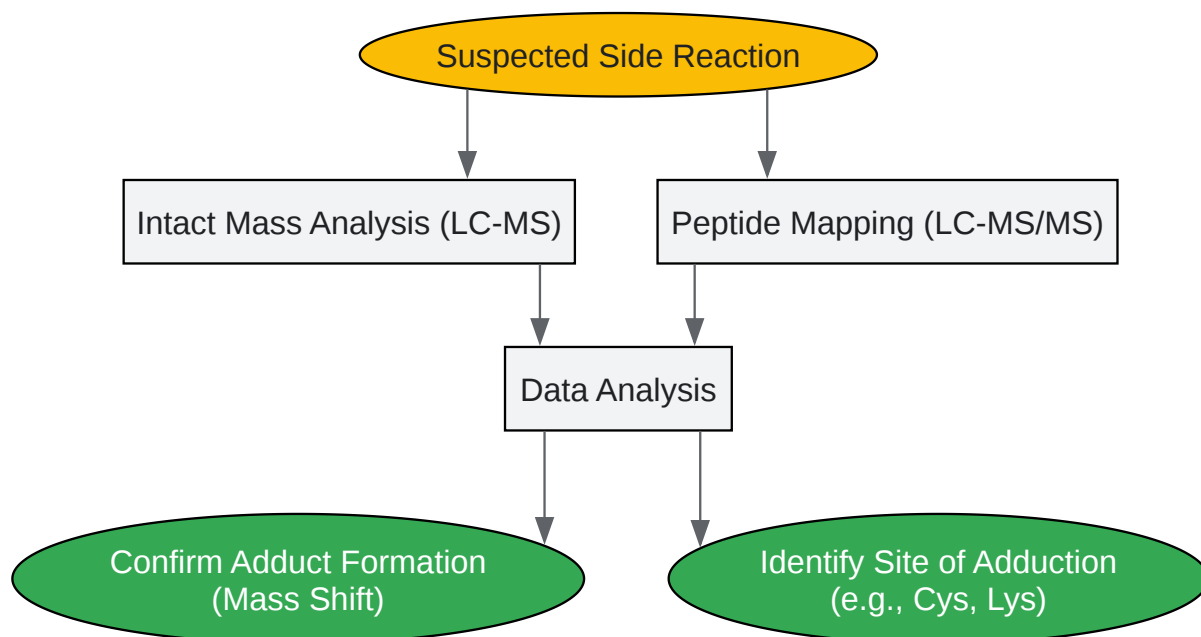 Suspected Side Reaction
Intact Mass Analysis (LC-MS)
Peptide Mapping (LC-MS/MS)
Data Analysis
Confirm Adduct Formation
(Mass Shift)
Identify Site of Adduction
(e.g., Cys, Lys)